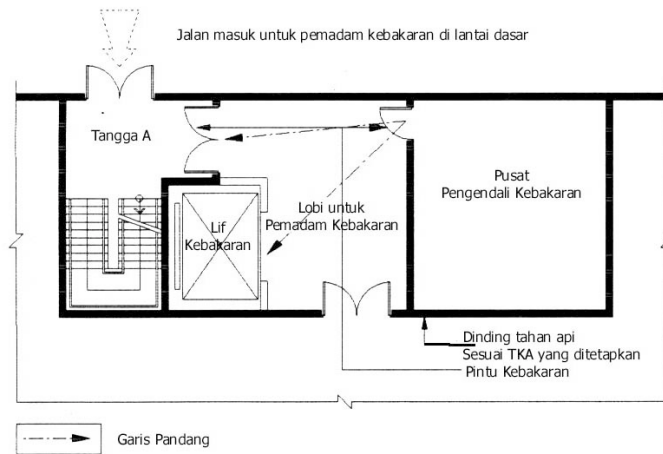 Jalan masuk untuk pemadam kebakaran di lantai dasar
Tangga A
Pusat
Pengendali Kebakaran
Lobi untuk
Pemadam Kebakaran
Lif
Kebakaran
Dinding tahan api
Sesuai TKA yang ditetapkan
Pintu Kebakaran
Garis Pandang